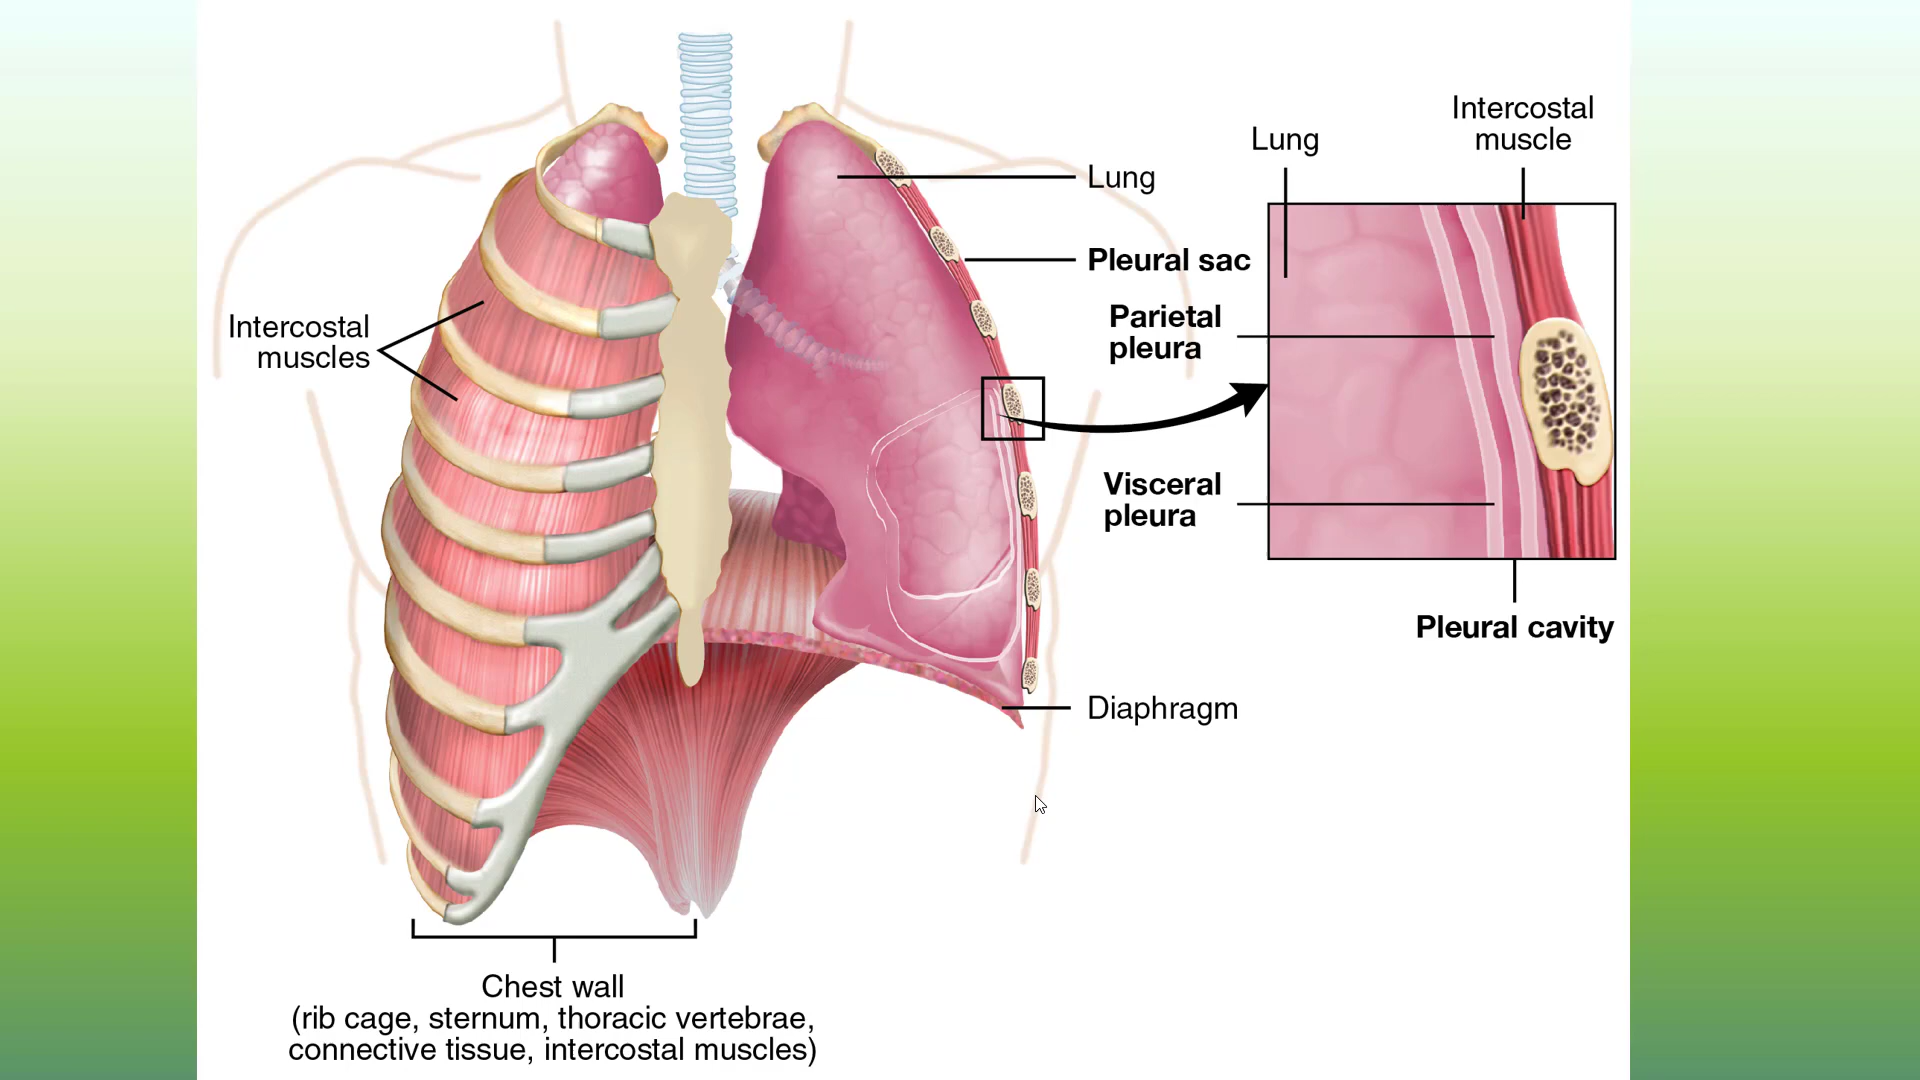 Intercostal
muscle
Lung
Lung
Pleural sac
Parietal
pleura
Intercostal
muscles
Visceral
pleura
Pleural cavity
Diaphragm
Chest wall
(rib cage, sternum, thoracic vertebrae,
connective tissue, intercostal muscles)